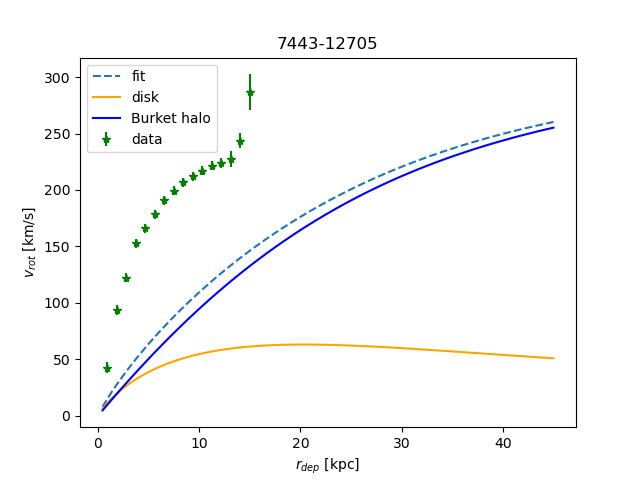 7443-12705
fit
disk
Burket halo
data
v_rot [km/s]
300
250
200
150
100
50
0
0 10 20 30 40
r_dep [kpc]